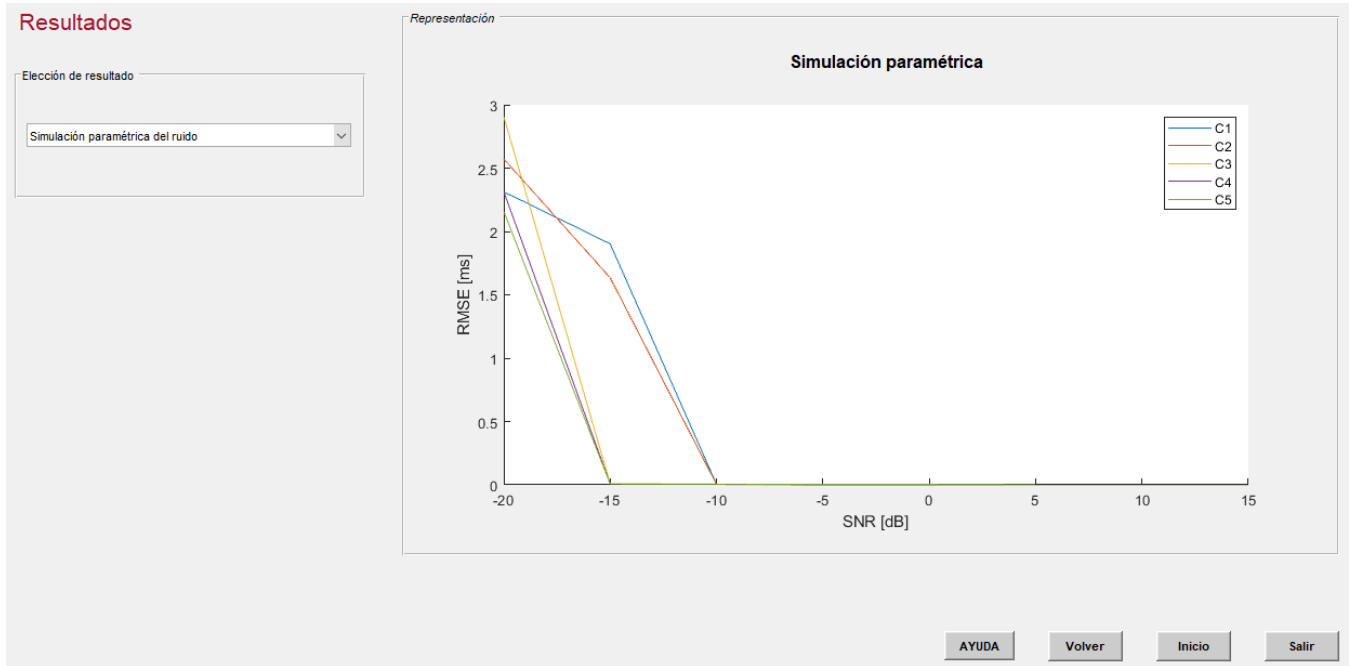 Resultados
Elección de resultado
Simulación paramétrica del ruido
Representación
Simulación paramétrica
3
2.5
2
1.5
1
0.5
0
RMSE [ms]
-20 -15 -10 -5 0 5 10 15
SNR [dB]
C1
C2
C3
C4
C5
AYUDA Volver Inicio Salir